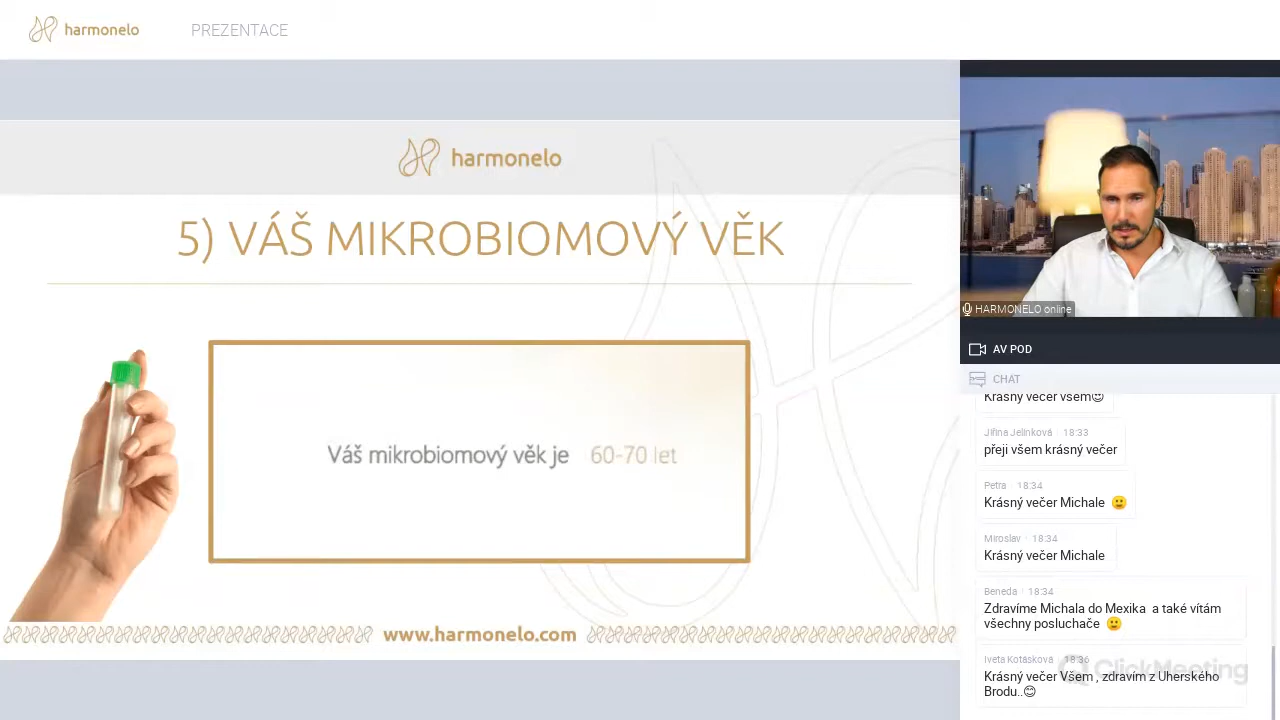 harmonelo
PREZENTACE
harmonelo
5) VÁŠ MIKROBIOMOVÝ VĚK
Váš mikrobiomový věk je 60-70 let
www.harmonelo.com
HARMONELO online
AV POD
CHAT
Krásný večer všem😊
Jiřina Jelínková 18:33
přeji všem krásný večer
Petra 18:34
Krásný večer Michale 🙂
Miroslav 18:34
Krásný večer Michale
Beneda 18:34
Zdravíme Michala do Mexika a také vítám
všechny posluchače 🙂
Iveta Kotásková 18:36
ClickMeeting
Krásný večer Všem , zdravím z Uherského
Brodu..😊